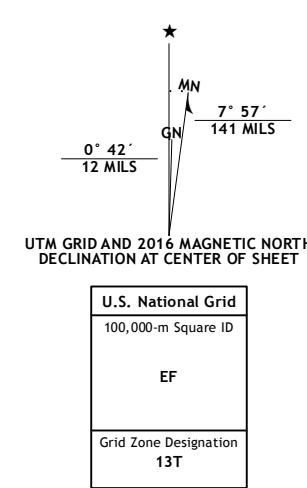 ★
MN
7° 57´
141 MILS
GN
0° 42´
12 MILS
UTM GRID AND 2016 MAGNETIC NORTH
DECLINATION AT CENTER OF SHEET
U.S. National Grid
100,000-m Square ID
EF
Grid Zone Designation
13T